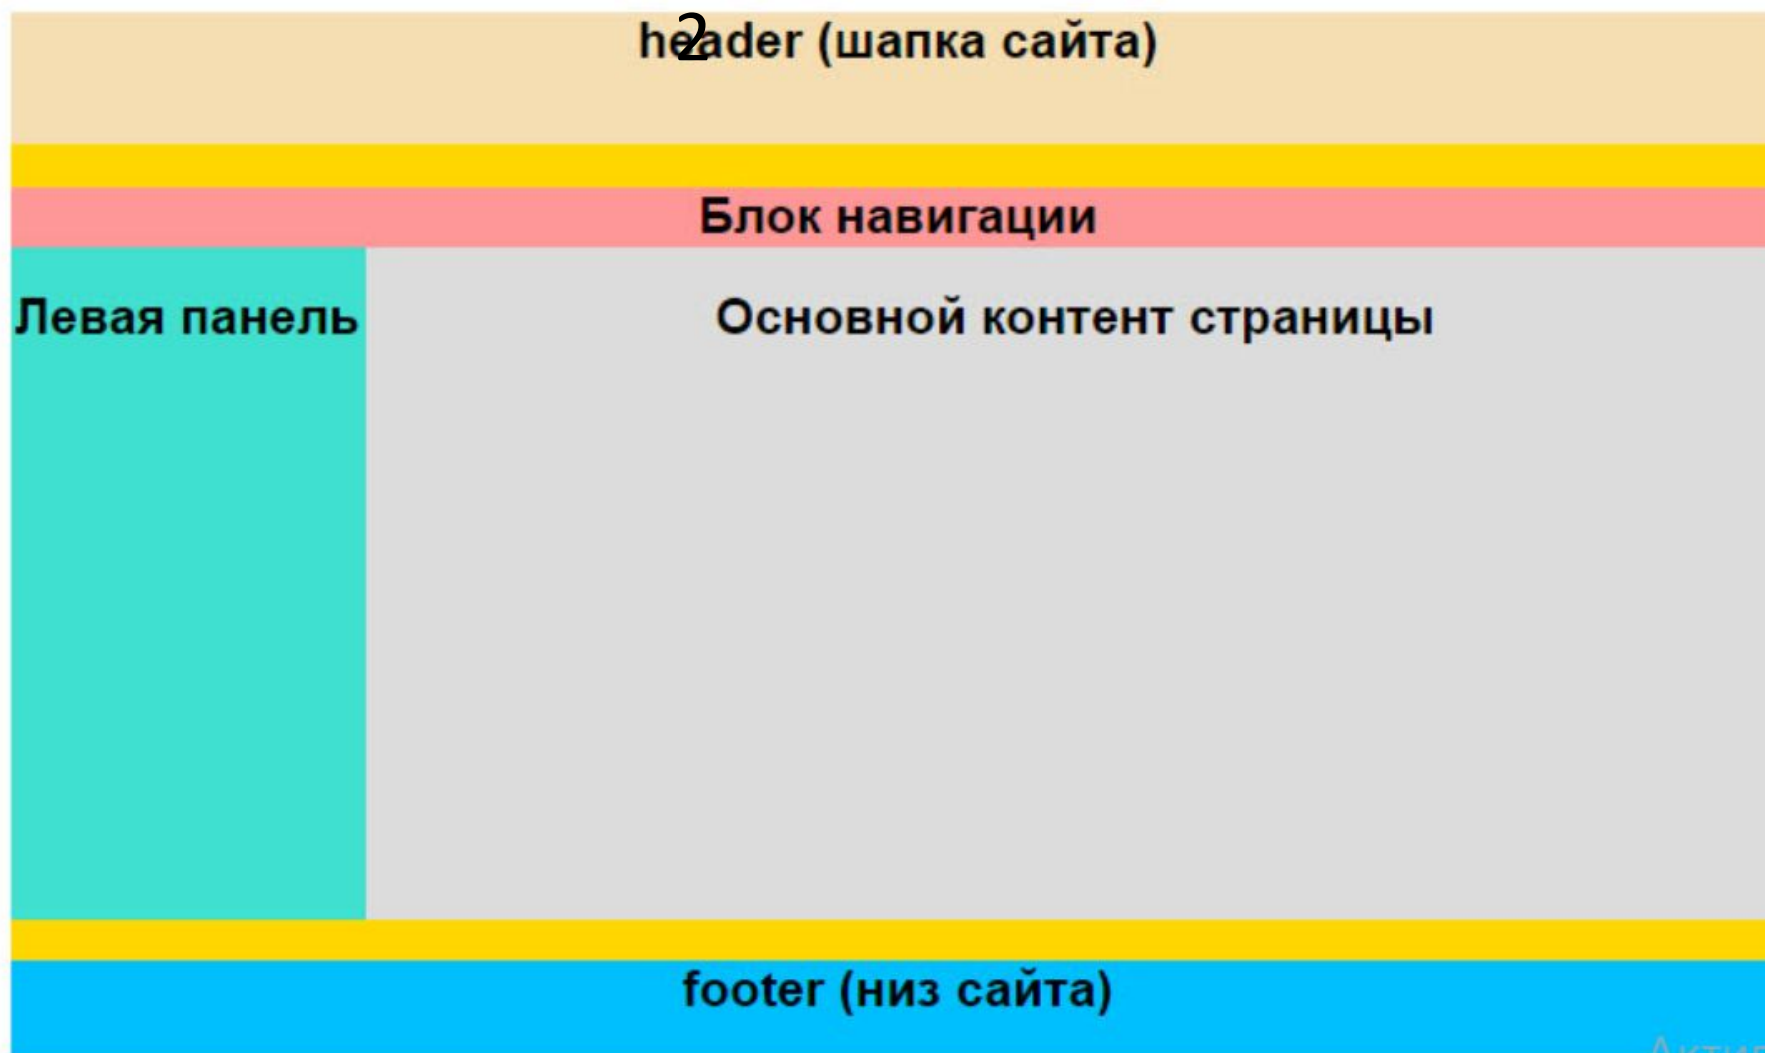 2
header (шапка сайта)
Блок навигации
Левая панель
Основной контент страницы
footer (низ сайта)